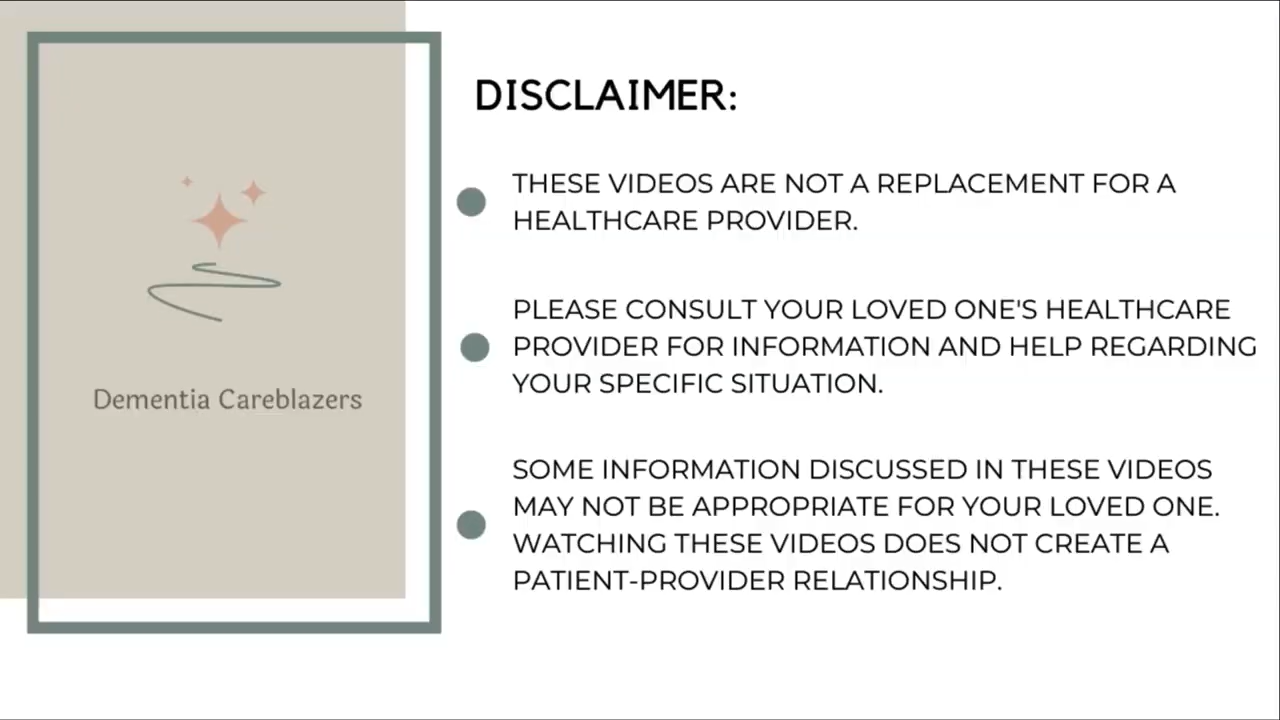 Dementia Careblazers
DISCLAIMER:
THESE VIDEOS ARE NOT A REPLACEMENT FOR A
HEALTHCARE PROVIDER.
PLEASE CONSULT YOUR LOVED ONE'S HEALTHCARE
PROVIDER FOR INFORMATION AND HELP REGARDING
YOUR SPECIFIC SITUATION.
SOME INFORMATION DISCUSSED IN THESE VIDEOS
MAY NOT BE APPROPRIATE FOR YOUR LOVED ONE.
WATCHING THESE VIDEOS DOES NOT CREATE A
PATIENT-PROVIDER RELATIONSHIP.